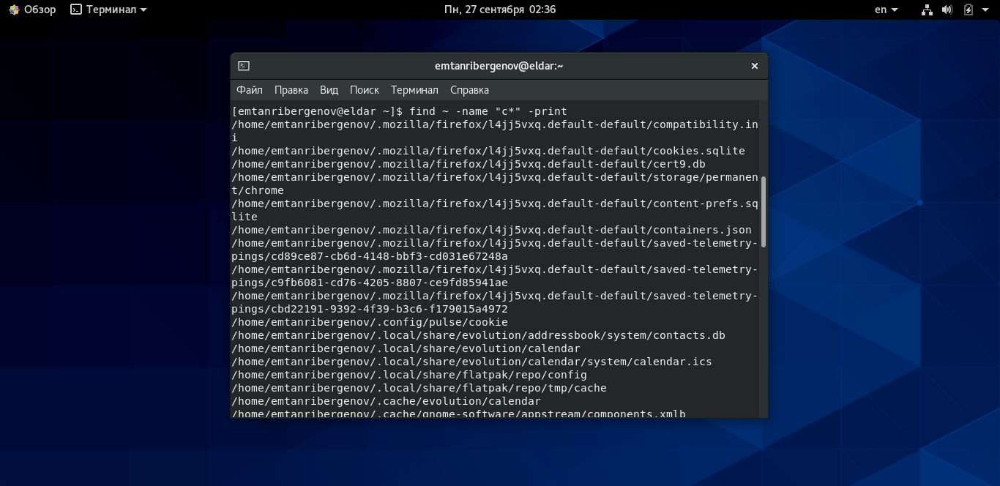 Обзор Терминал Пн, 27 сентября 02:36 en
emtanribergenov@eldar:~
Файл Правка Вид Поиск Терминал Справка
[emtanribergenov@eldar ~]$ find ~ -name "c*" -print
/home/emtanribergenov/.mozilla/firefox/l4jj5vxq.default-default/compatibility.in
i
/home/emtanribergenov/.mozilla/firefox/l4jj5vxq.default-default/cookies.sqlite
/home/emtanribergenov/.mozilla/firefox/l4jj5vxq.default-default/cert9.db
/home/emtanribergenov/.mozilla/firefox/l4jj5vxq.default-default/storage/permanen
t/chrome
/home/emtanribergenov/.mozilla/firefox/l4jj5vxq.default-default/content-prefs.sq
lite
/home/emtanribergenov/.mozilla/firefox/l4jj5vxq.default-default/containers.json
/home/emtanribergenov/.mozilla/firefox/l4jj5vxq.default-default/saved-telemetry-
pings/cd89ce87-cb6d-4148-bbf3-cd031e67248a
/home/emtanribergenov/.mozilla/firefox/l4jj5vxq.default-default/saved-telemetry-
pings/c9fb6081-cd76-4205-8807-ce9fd85941ae
/home/emtanribergenov/.mozilla/firefox/l4jj5vxq.default-default/saved-telemetry-
pings/cbd22191-9392-4f39-b3c6-f179015a4972
/home/emtanribergenov/.config/pulse/cookie
/home/emtanribergenov/.local/share/evolution/addressbook/system/contacts.db
/home/emtanribergenov/.local/share/evolution/calendar
/home/emtanribergenov/.local/share/evolution/calendar/system/calendar.ics
/home/emtanribergenov/.local/share/flatpak/repo/config
/home/emtanribergenov/.local/share/flatpak/repo/tmp/cache
/home/emtanribergenov/.cache/evolution/calendar
/home/emtanribergenov/.cache/gnome-software/appstream/components.xmlb